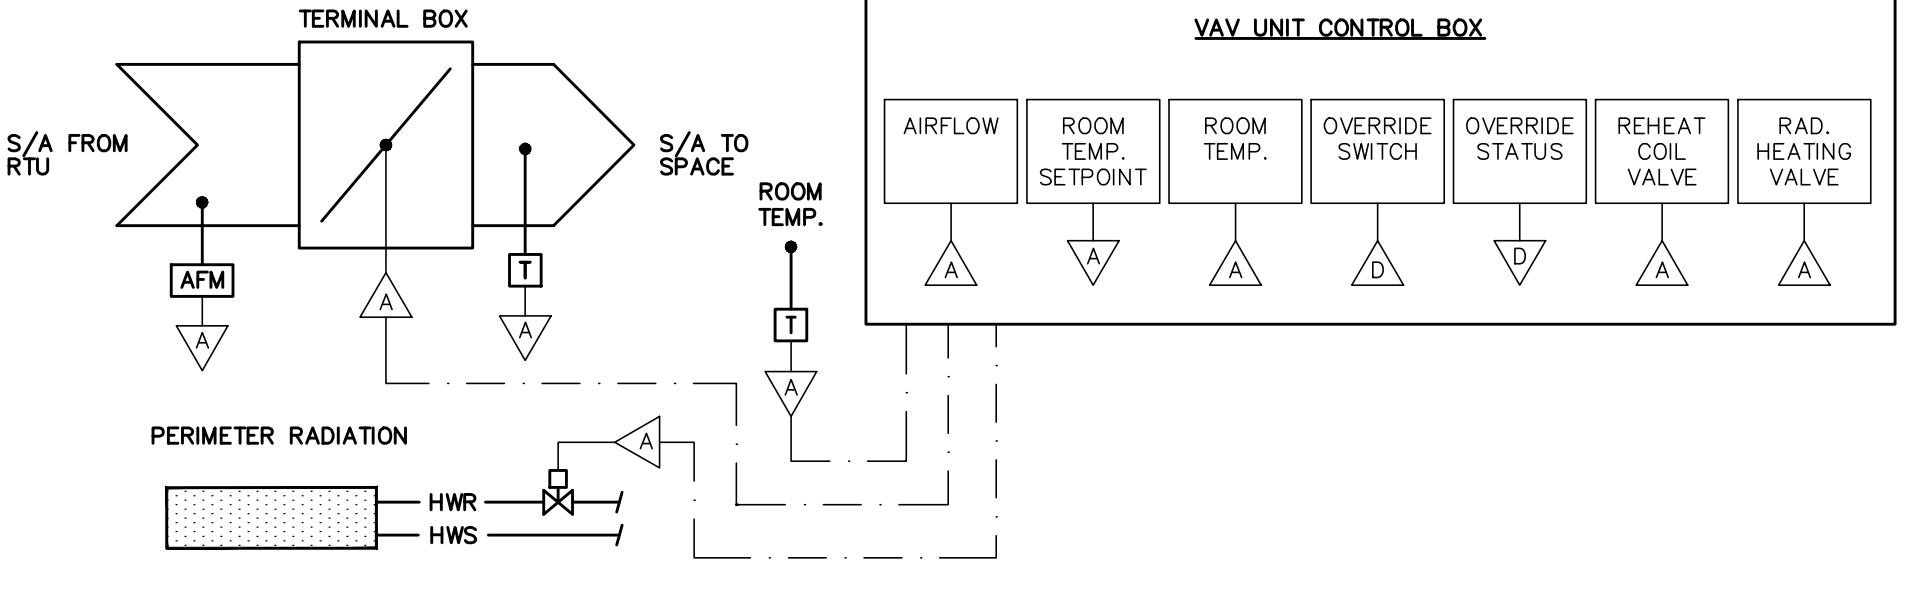 TERMINAL BOX
S/A FROM
RTU
S/A TO
SPACE
AFM
A
A
T
A
ROOM
TEMP.
T
A
VAV UNIT CONTROL BOX
AIRFLOW
A
ROOM
TEMP.
SETPOINT
A
ROOM
TEMP.
A
OVERRIDE
SWITCH
D
OVERRIDE
STATUS
D
REHEAT
COIL
VALVE
A
RAD.
HEATING
VALVE
A
PERIMETER RADIATION
A
HWR
HWS